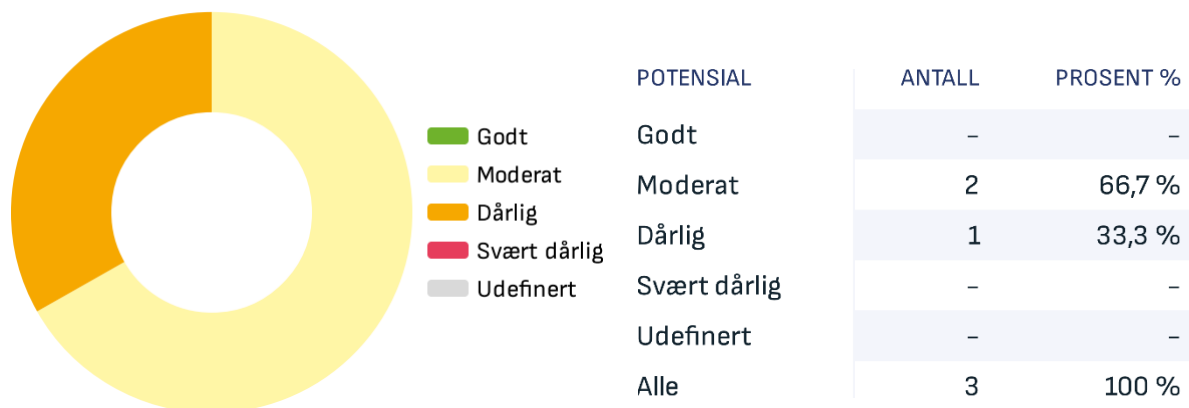 Godt
Moderat
Dårlig
Svært dårlig
Udefinert
POTENSIAL ANTALL PROSENT %
Godt – –
Moderat 2 66,7 %
Dårlig 1 33,3 %
Svært dårlig – –
Udefinert – –
Alle 3 100 %